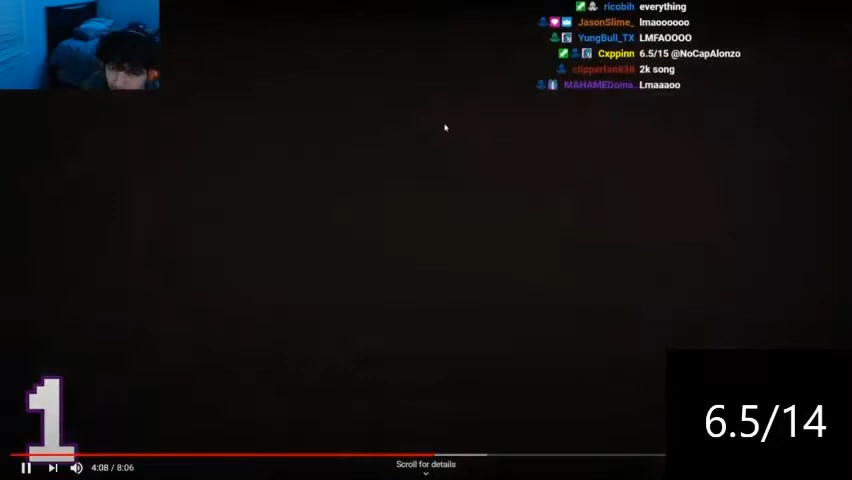 ricobih everything
JasonSlime_ lmaoooooo
YungBull_TX LMFAOOOO
Cxppinn 6.5/15 @NoCapAlonzo
2k song
MAHAMEDoma.. Lmaaaoo
1
6.5/14
4:08 / 8:06
Scroll for details